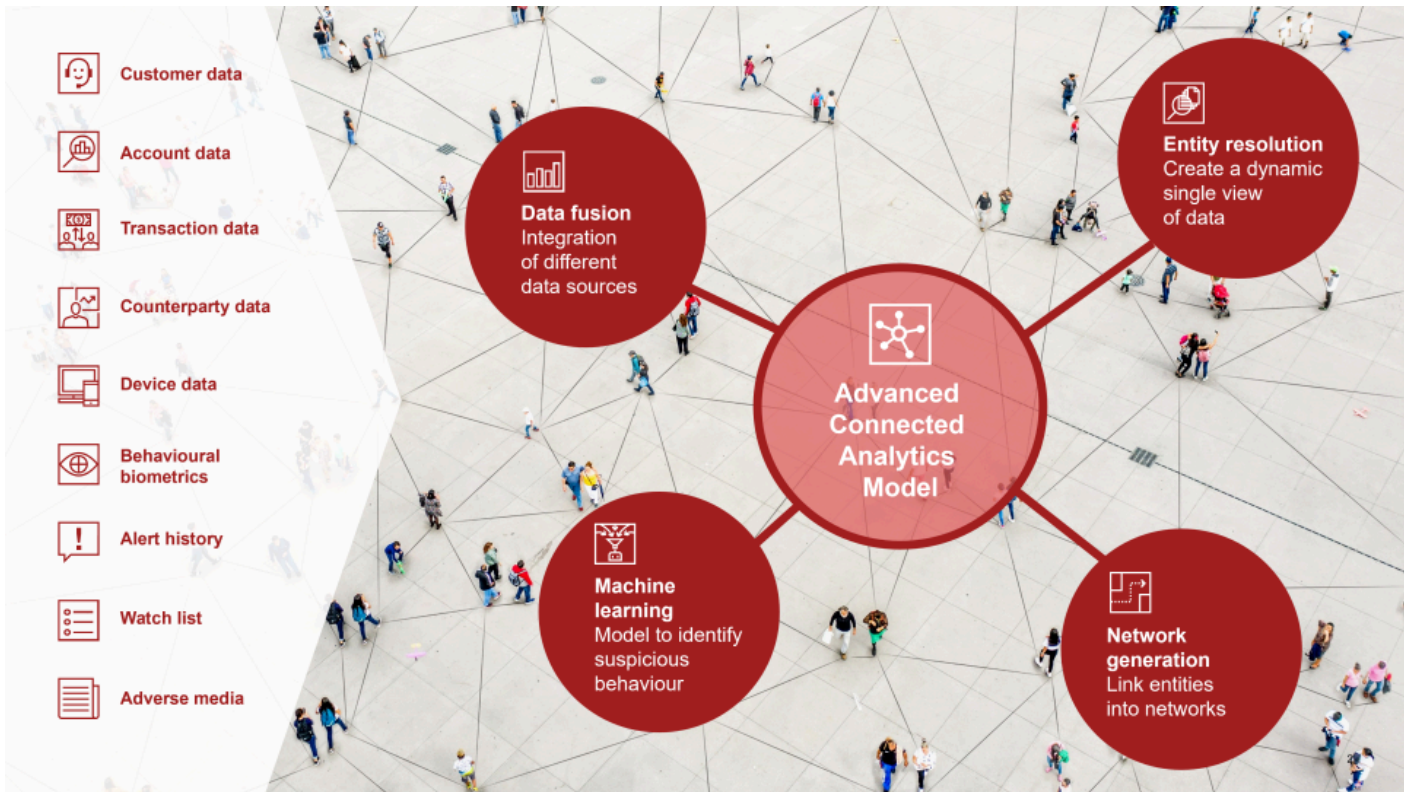 Customer data
Account data
Transaction data
Counterparty data
Device data
Behavioural
biometrics
Alert history
Watch list
Adverse media
Data fusion
Integration
of different
data sources
Entity resolution
Create a dynamic
single view
of data
Advanced
Connected
Analytics
Model
Machine
learning
Model to identify
suspicious
behaviour
Network
generation
Link entities
into networks